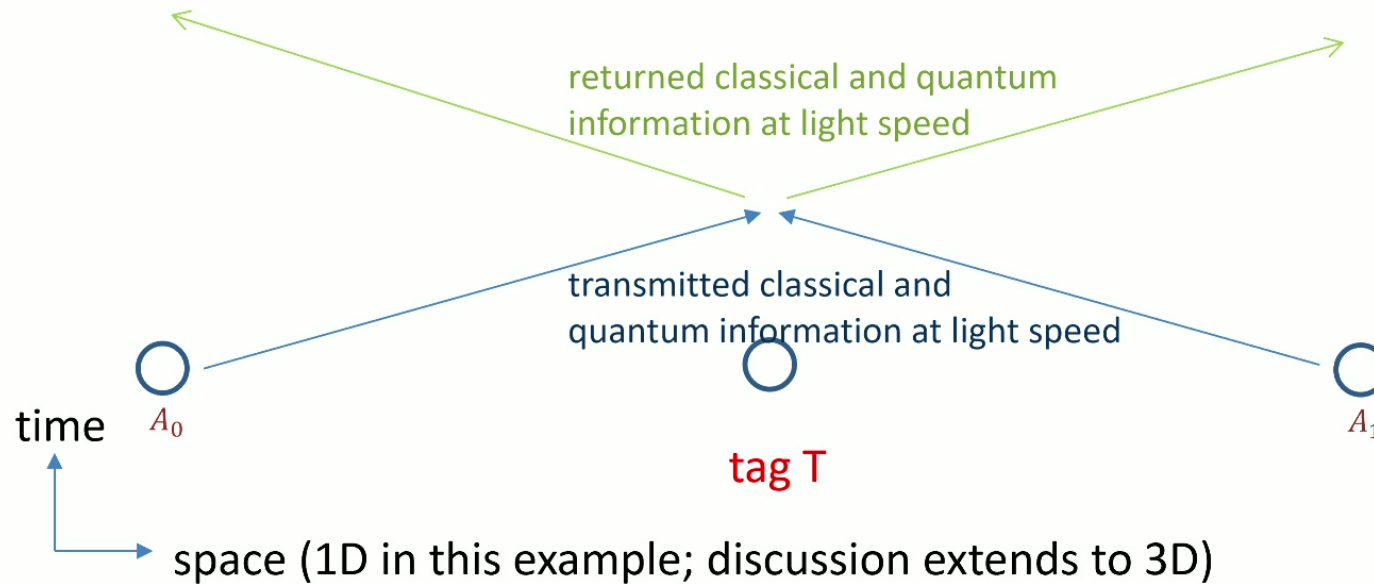 returned classical and quantum
information at light speed
transmitted classical and
quantum information at light speed
A₀
A₁
time
tag T
space (1D in this example; discussion extends to 3D)